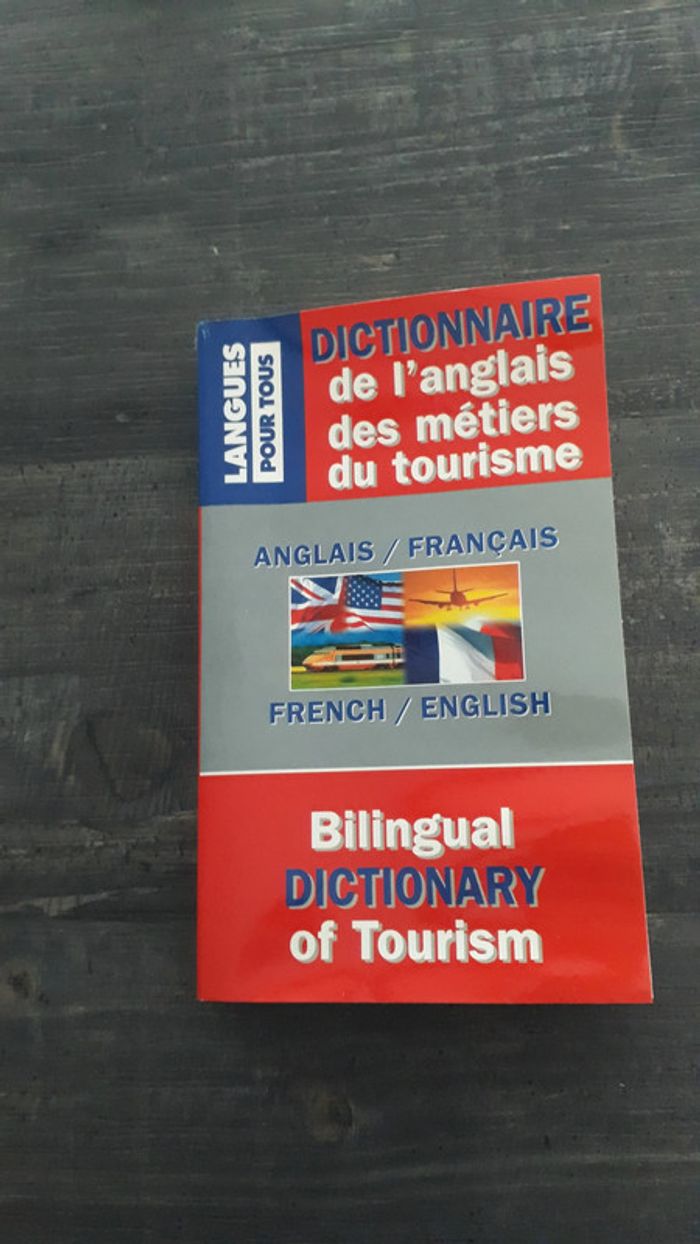 LANGUES
POUR TOUS
DICTIONNAIRE
de l'anglais
des métiers
du tourisme
ANGLAIS / FRANÇAIS
FRENCH / ENGLISH
Bilingual
DICTIONARY
of Tourism